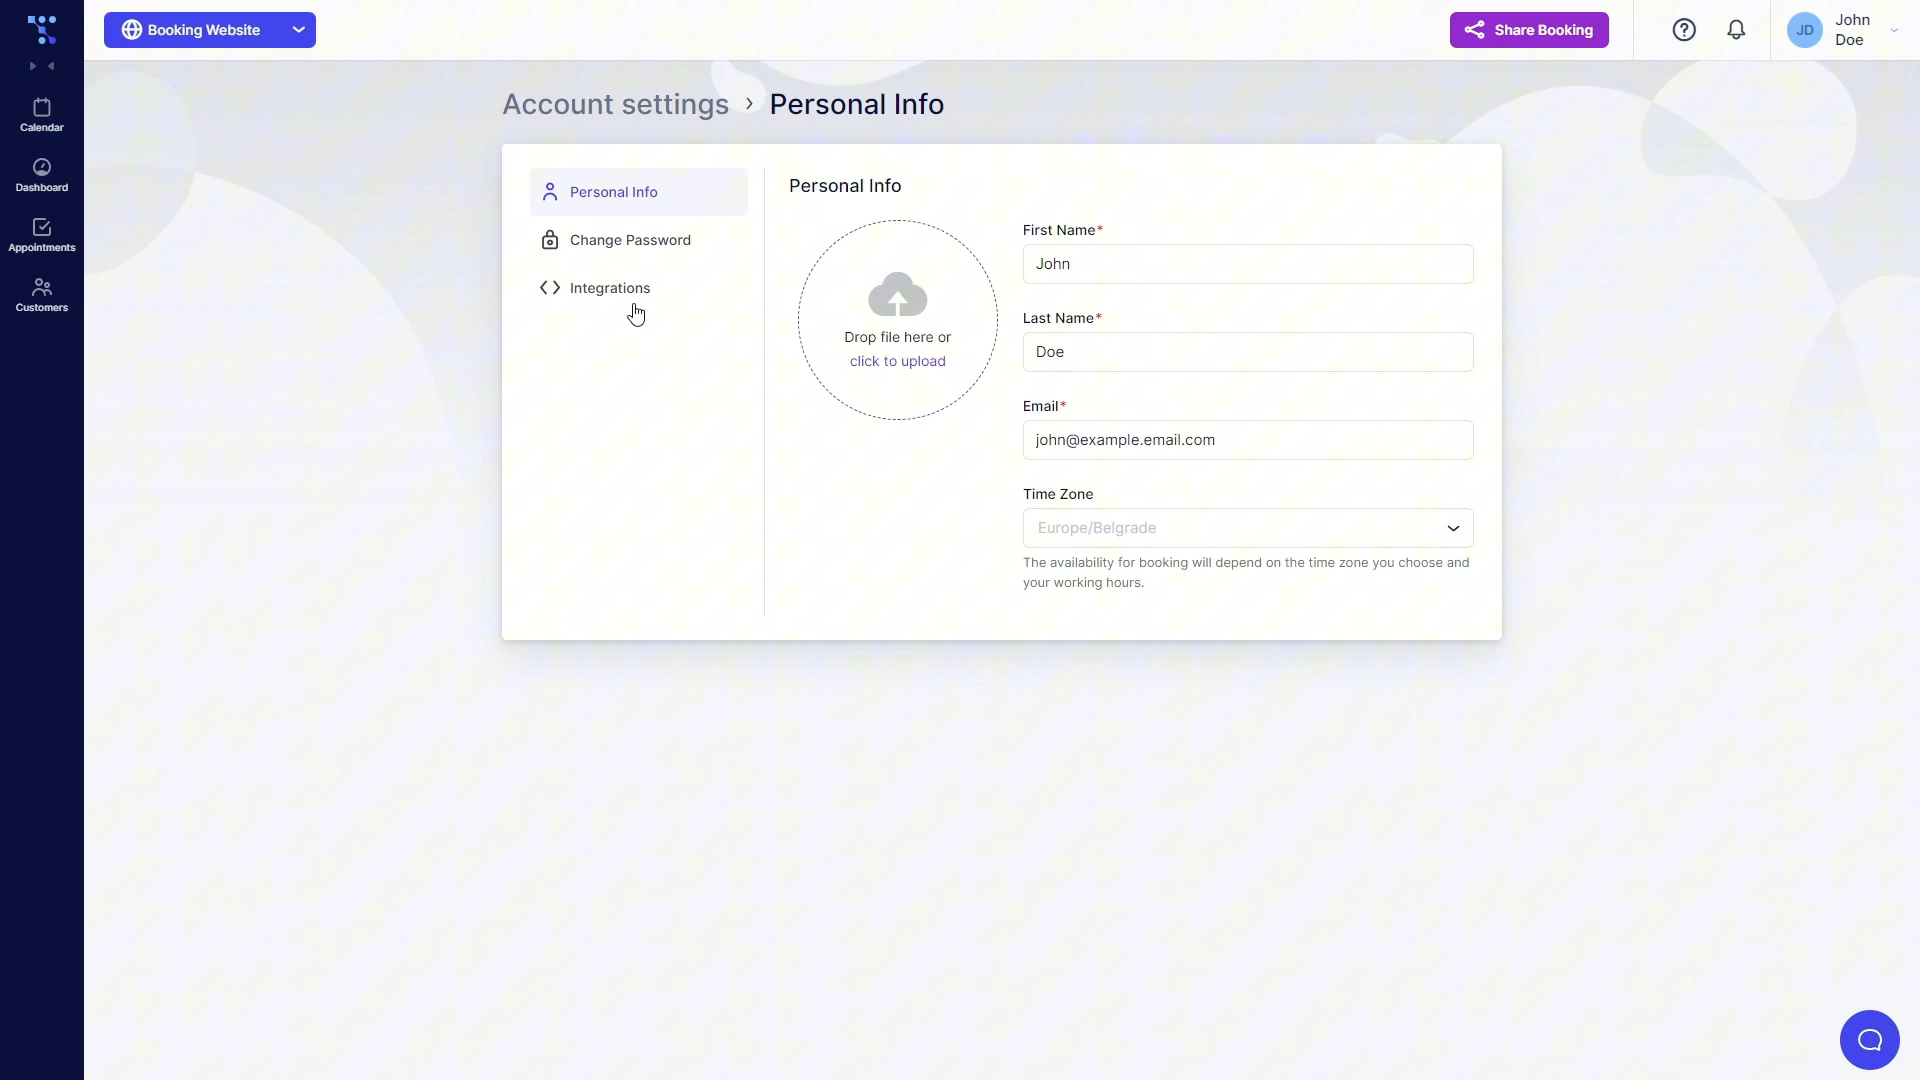 Booking Website
Share Booking
JD
John
Doe
Calendar
Dashboard
Appointments
Customers
Account settings › Personal Info
Personal Info
Change Password
Integrations
Personal Info
Drop file here or
click to upload
First Name*
John
Last Name*
Doe
Email*
john@example.email.com
Time Zone
Europe/Belgrade
The availability for booking will depend on the time zone you choose and
your working hours.